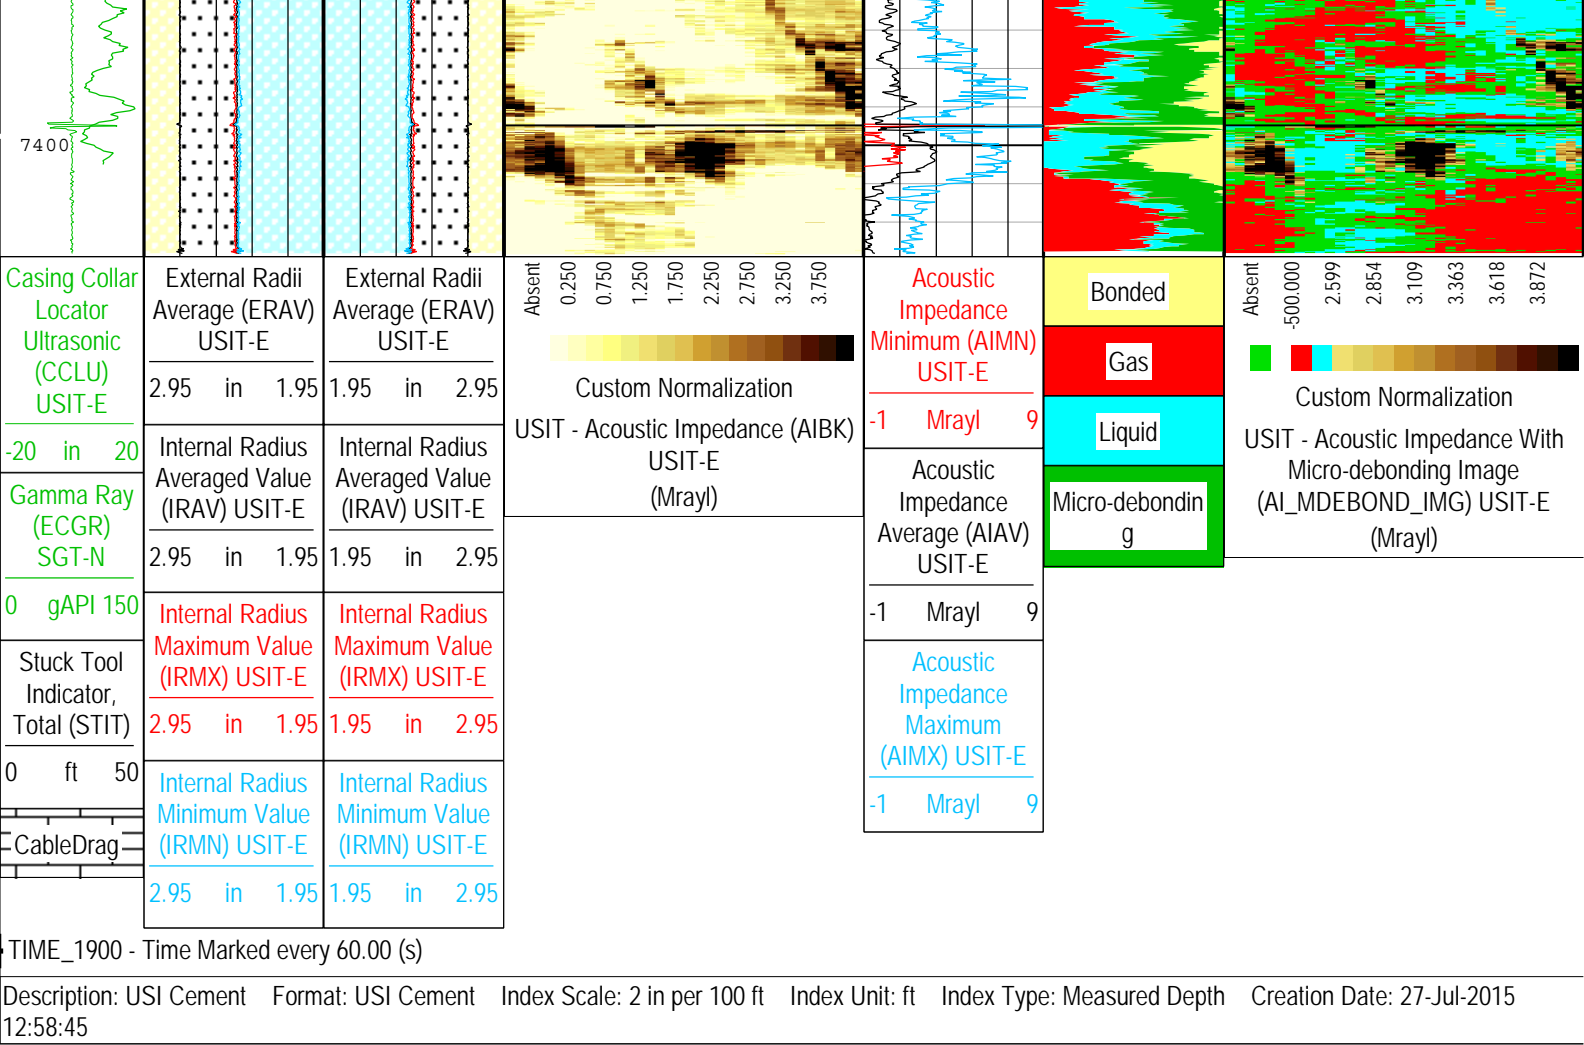 7400
Casing Collar
Locator
Ultrasonic
(CCLU)
USIT-E
-20 in 20
Gamma Ray
(ECGR)
SGT-N
0 gAPI 150
Stuck Tool
Indicator,
Total (STIT)
0 ft 50
CableDrag
External Radii
Average (ERAV)
USIT-E
2.95 in 1.95
Internal Radius
Averaged Value
(IRAV) USIT-E
2.95 in 1.95
Internal Radius
Maximum Value
(IRMX) USIT-E
2.95 in 1.95
Internal Radius
Minimum Value
(IRMN) USIT-E
2.95 in 1.95
External Radii
Average (ERAV)
USIT-E
1.95 in 2.95
Internal Radius
Averaged Value
(IRAV) USIT-E
1.95 in 2.95
Internal Radius
Maximum Value
(IRMX) USIT-E
1.95 in 2.95
Internal Radius
Minimum Value
(IRMN) USIT-E
1.95 in 2.95
Absent
0.250
0.750
1.250
1.750
2.250
2.750
3.250
3.750
Custom Normalization
USIT - Acoustic Impedance (AIBK)
USIT-E
(Mrayl)
Acoustic
Impedance
Minimum (AIMN)
USIT-E
-1 Mrayl 9
Acoustic
Impedance
Average (AIAV)
USIT-E
-1 Mrayl 9
Acoustic
Impedance
Maximum
(AIMX) USIT-E
-1 Mrayl 9
Bonded
Gas
Liquid
Micro-debondin
g
Absent
-500.000
2.599
2.854
3.109
3.363
3.618
3.872
Custom Normalization
USIT - Acoustic Impedance With
Micro-debonding Image
(AI_MDEBOND_IMG) USIT-E
(Mrayl)
TIME_1900 - Time Marked every 60.00 (s)
Description: USI Cement Format: USI Cement Index Scale: 2 in per 100 ft Index Unit: ft Index Type: Measured Depth Creation Date: 27-Jul-2015
12:58:45